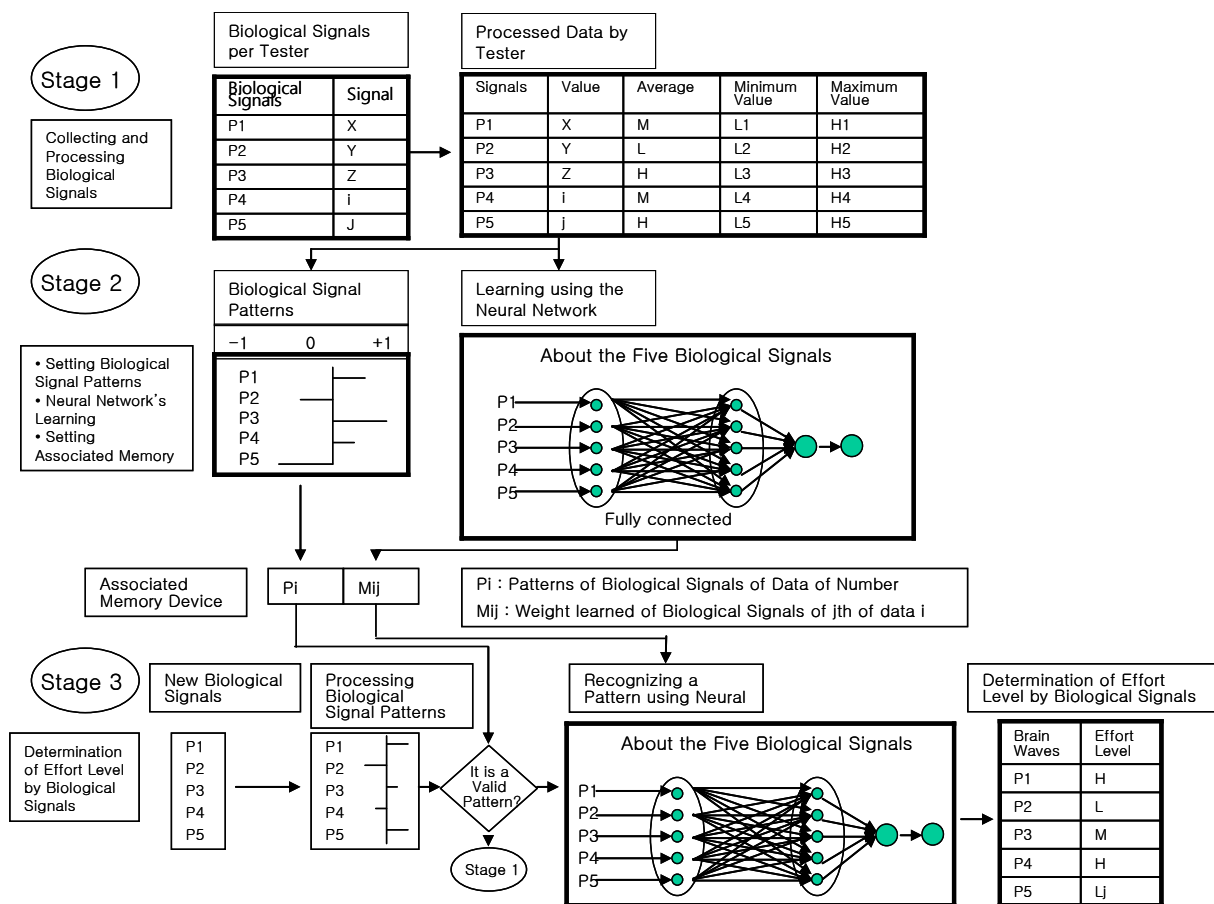 Stage 1
Collecting and
Processing
Biological
Signals
Biological Signals
per Tester
Biological
Signals
Signal
P1 X
P2 Y
P3 Z
P4 i
P5 J
Processed Data by
Tester
Signals Value Average Minimum
Value Maximum
Value
P1 X M L1 H1
P2 Y L L2 H2
P3 Z H L3 H3
P4 i M L4 H4
P5 j H L5 H5
Stage 2
• Setting Biological
Signal Patterns
• Neural Network's
Learning
• Setting
Associated Memory
Biological Signal
Patterns
-1 0 +1
P1
P2
P3
P4
P5
Learning using the
Neural Network
About the Five Biological Signals
P1
P2
P3
P4
P5
Fully connected
Associated
Memory Device
Pi Mij
Pi : Patterns of Biological Signals of Data of Number
Mij : Weight learned of Biological Signals of jth of data i
Stage 3
Determination
of Effort Level
by Biological
Signals
New Biological
Signals
P1
P2
P3
P4
P5
Processing
Biological
Signal Patterns
P1
P2
P3
P4
P5
It is a
Valid
Pattern?
Stage 1
Recognizing a
Pattern using Neural
About the Five Biological Signals
P1
P2
P3
P4
P5
Determination of Effort
Level by Biological Signals
Brain
Waves Effort
Level
P1 H
P2 L
P3 M
P4 H
P5 Lj